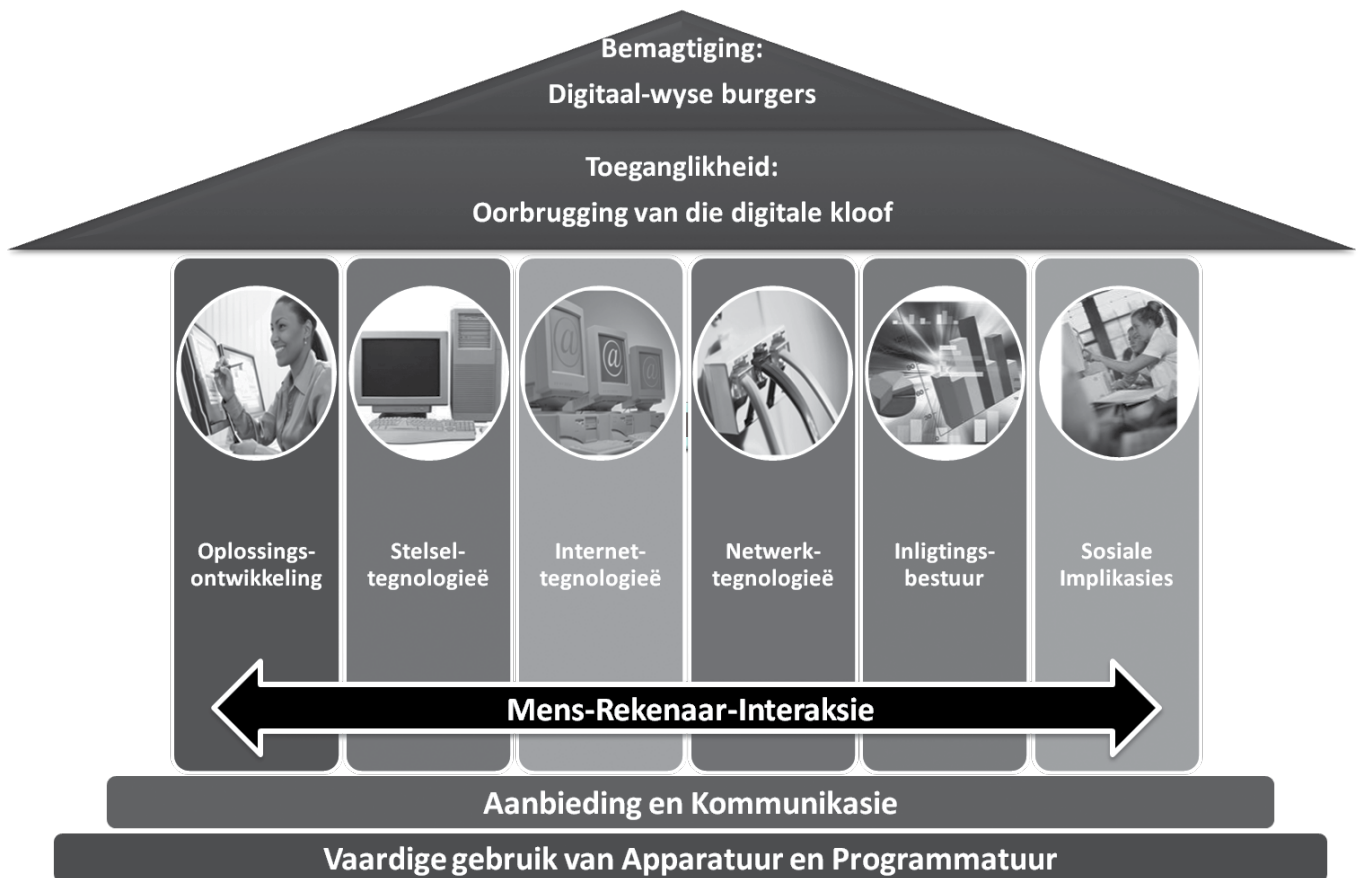 Bemagtiging:
Digitaal-wyse burgers
Toeganglikheid:
Oorbrugging van die digitale kloof
Oplossings-
ontwikkeling
Stelsel-
tegnologieë
Internet-
tegnologieë
Netwerk-
tegnologieë
Inligtings-
bestuur
Sosiale
Implikasies
Mens-Rekenaar-Interaksie
Aanbieding en Kommunikasie
Vaardige gebruik van Apparatuur en Programmatuur